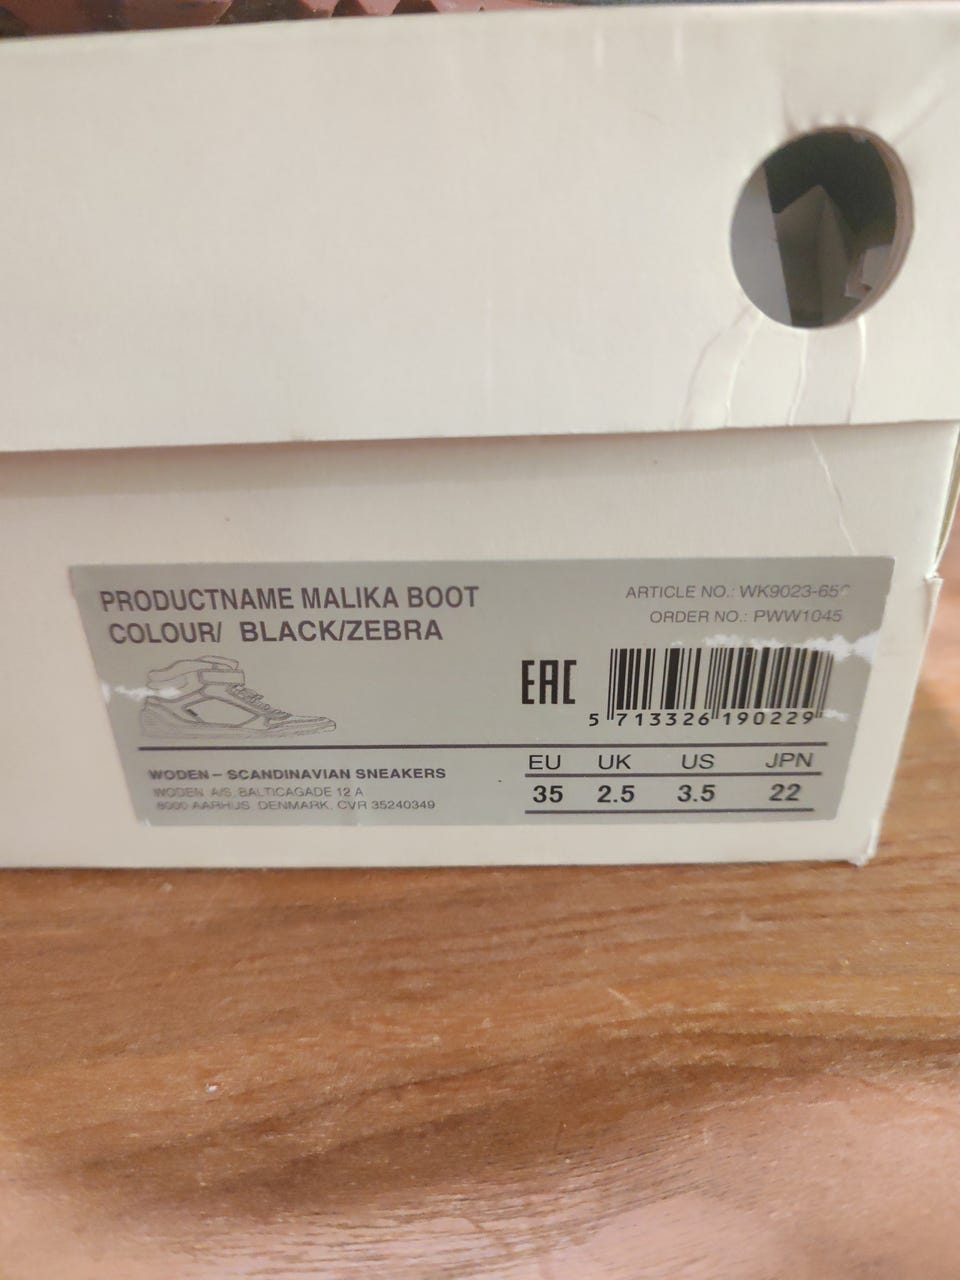 PRODUCTNAME MALIKA BOOT
COLOUR/ BLACK/ZEBRA
ARTICLE NO.: WK9023-65
ORDER NO.: PWW1045
EAC
5 713326 190229
WODEN – SCANDINAVIAN SNEAKERS
WODEN A/S, BALTICAGADE 12 A
8000 AARHUS, DENMARK, CVR 35240349
EU UK US JPN
35 2.5 3.5 22